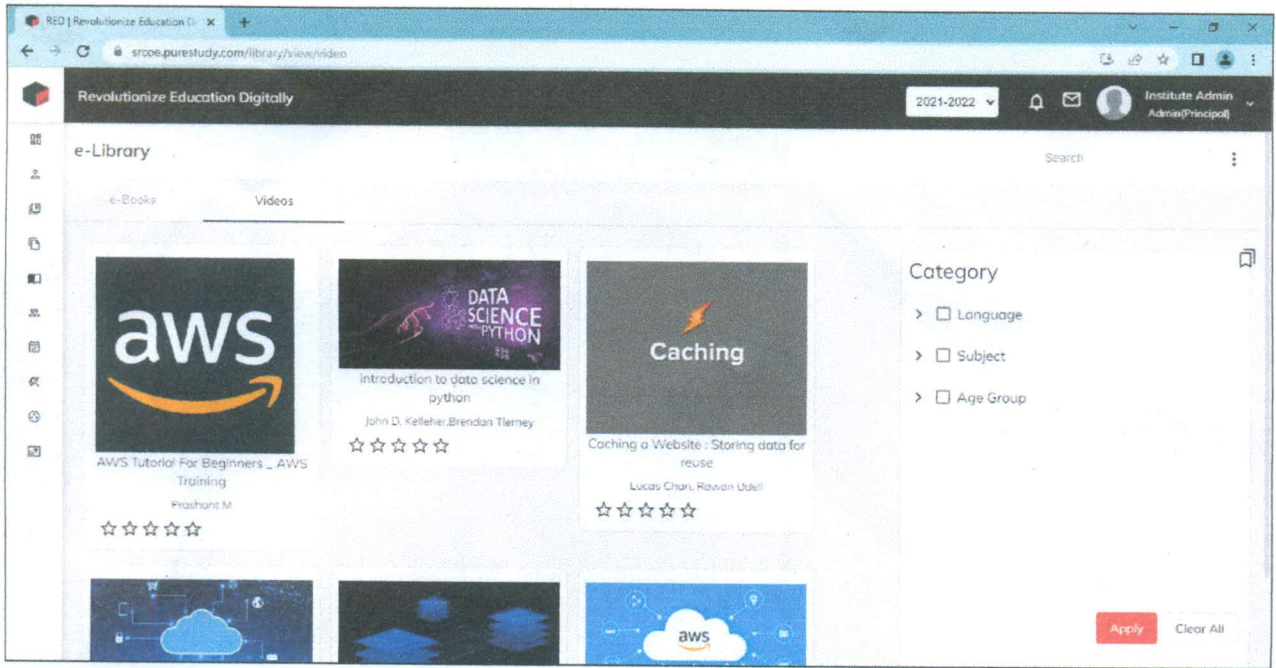 RED | Revolutionize Education D
srcoe.purestudy.com/library/view/video
Revolutionize Education Digitally
2021-2022
Institute Admin
Admin(Principal)
e-Library
Search
e-Books
Videos
aws
AWS Tutorial For Beginners _ AWS
Training
Prashant M
DATA
SCIENCE
WITH PYTHON
introduction to data science in
python
John D. Kelleher,Brendan Tierney
Caching
Caching a Website : Storing data for
reuse
Lucas Chan, Rowan Udell
Category
Language
Subject
Age Group
aws
Apply
Clear All